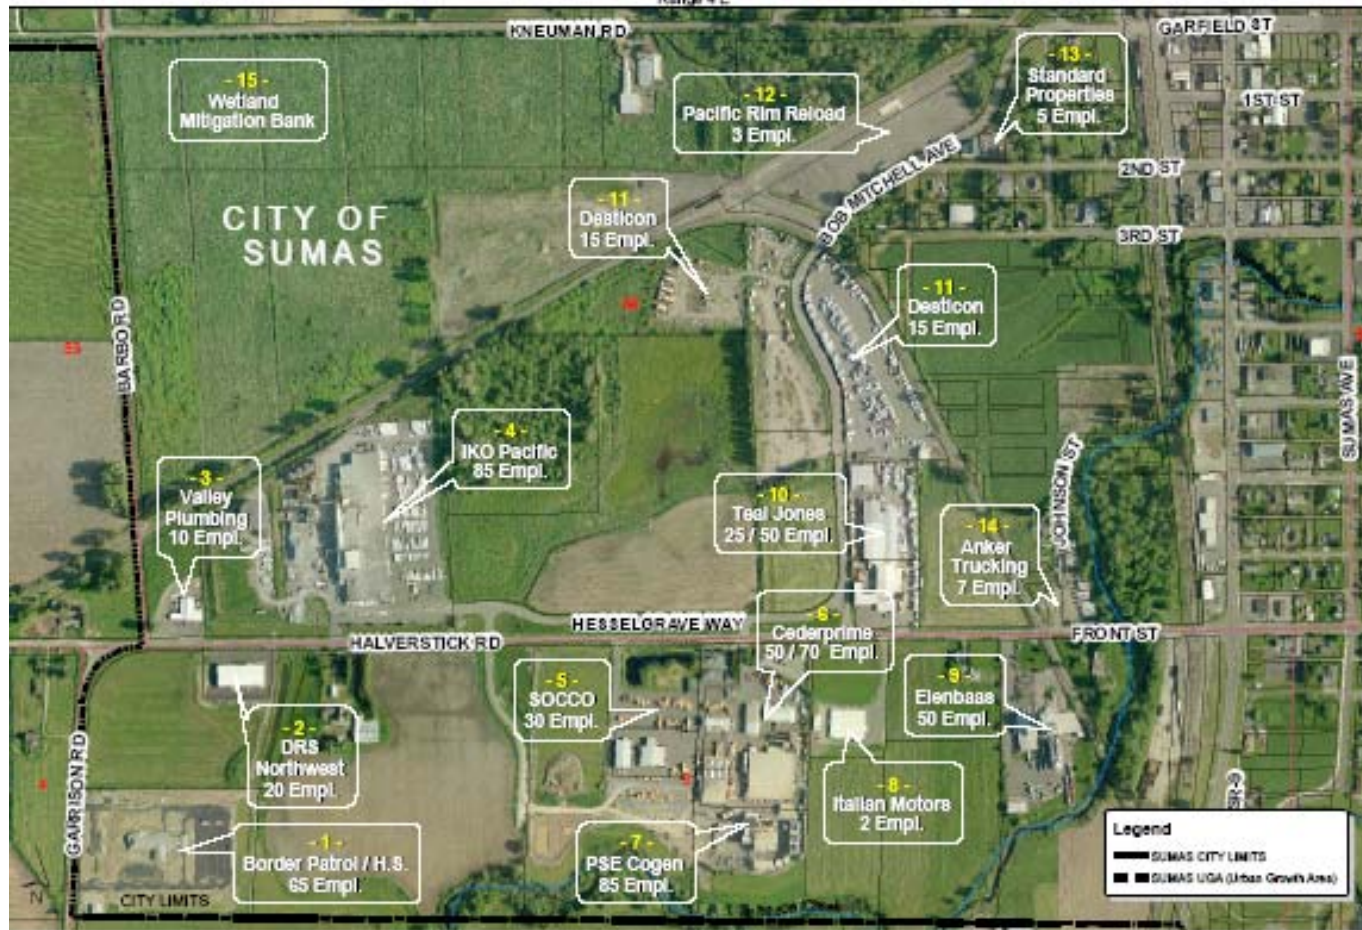 Range 4 E
KNEUMAN RD
GARFIELD ST
- 15 -
Wetland
Mitigation Bank
- 12 -
Pacific Rim Reload
3 Empl.
- 13 -
Standard
Properties
5 Empl.
1ST ST
2ND ST
3RD ST
BOB MITCHELL AVE
CITY OF
SUMAS
- 11 -
Desticon
15 Empl.
- 11 -
Desticon
15 Empl.
BARBO RD
SUMAS AVE
- 4 -
IKO Pacific
85 Empl.
- 3 -
Valley
Plumbing
10 Empl.
- 10 -
Teal Jones
25 / 50 Empl.
- 14 -
Anker
Trucking
7 Empl.
JOHNSON ST
HESSELGRAVE WAY
HALVERSTICK RD
FRONT ST
- 6 -
Cederprime
50 / 70 Empl.
- 5 -
SOCCO
30 Empl.
- 9 -
Elenbaas
50 Empl.
- 2 -
DRS
Northwest
20 Empl.
- 8 -
Italian Motors
2 Empl.
GARRISON RD
SR-9
- 1 -
Border Patrol / H.S.
65 Empl.
- 7 -
PSE Cogen
85 Empl.
N
CITY LIMITS
Legend
SUMAS CITY LIMITS
SUMAS UGA (Urban Growth Area)